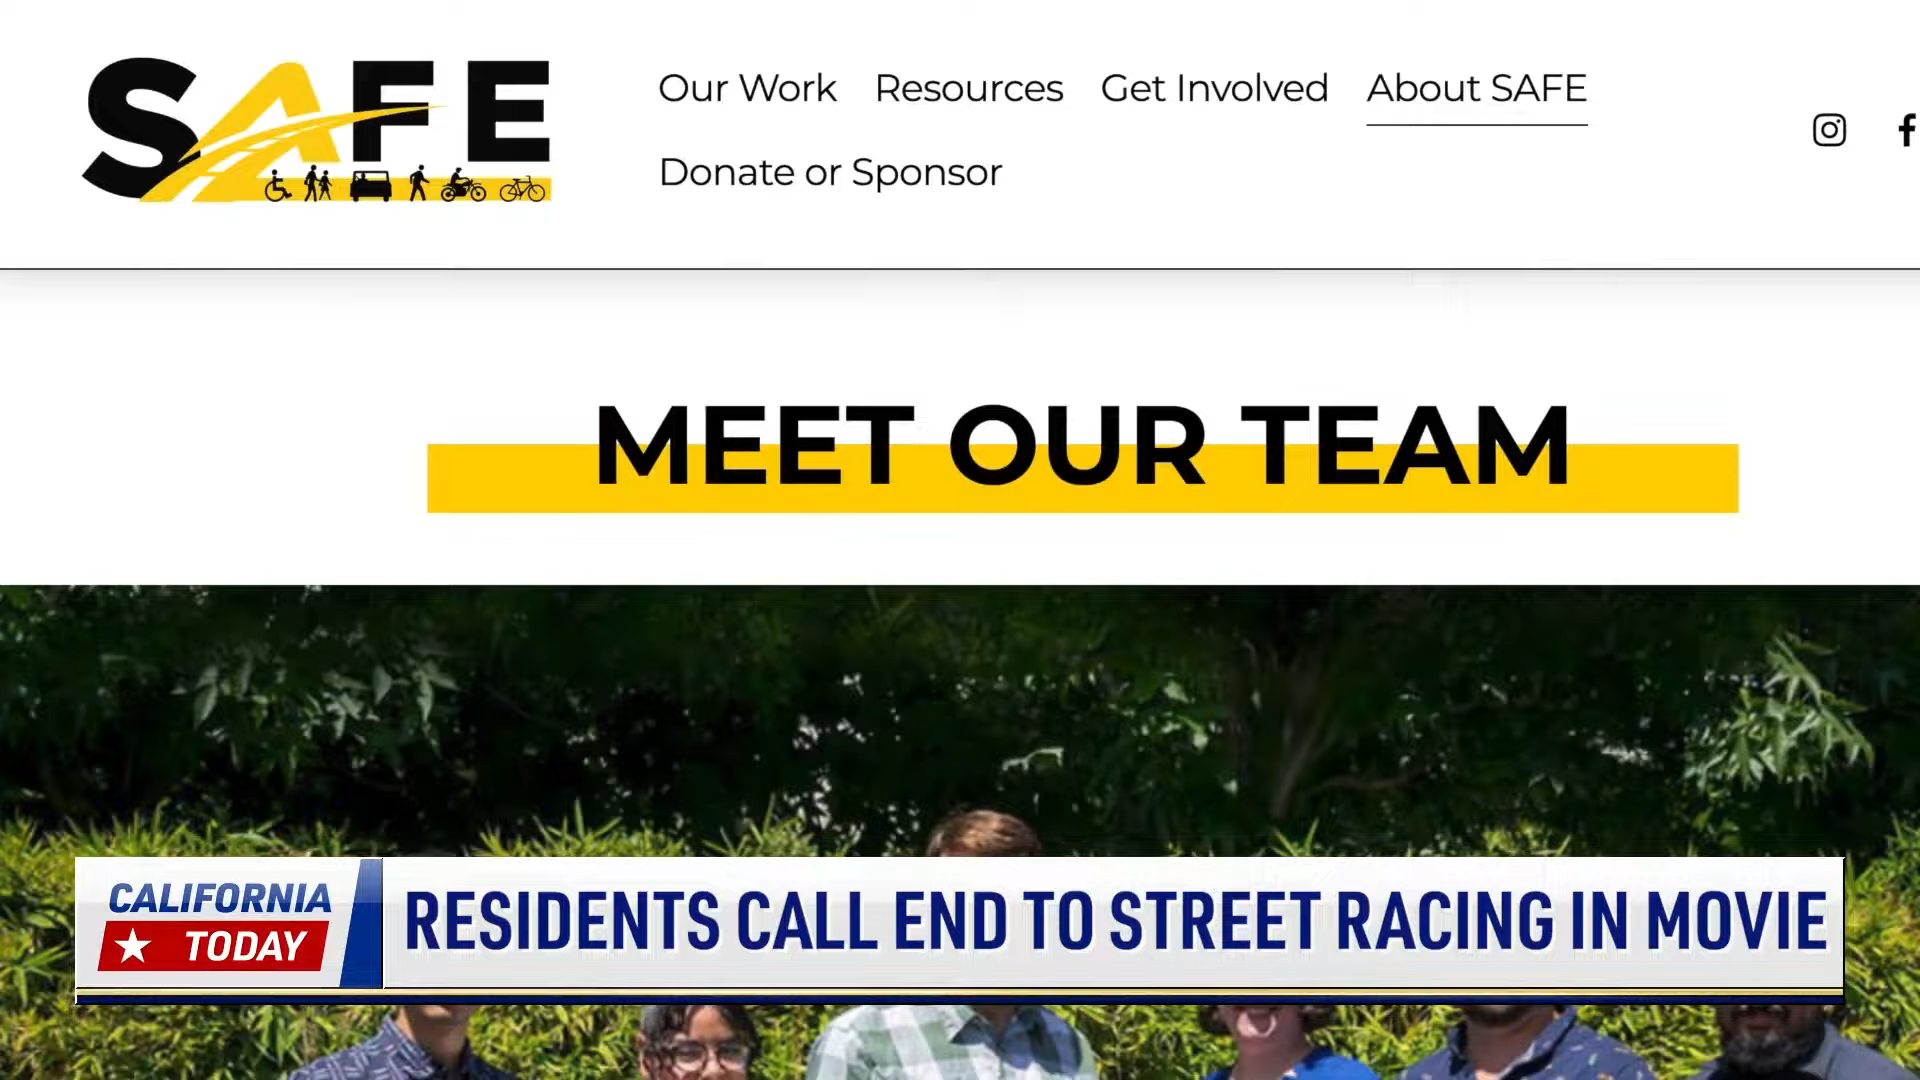 SAFE
Our Work Resources Get Involved About SAFE
Donate or Sponsor
MEET OUR TEAM
CALIFORNIA
TODAY
RESIDENTS CALL END TO STREET RACING IN MOVIE